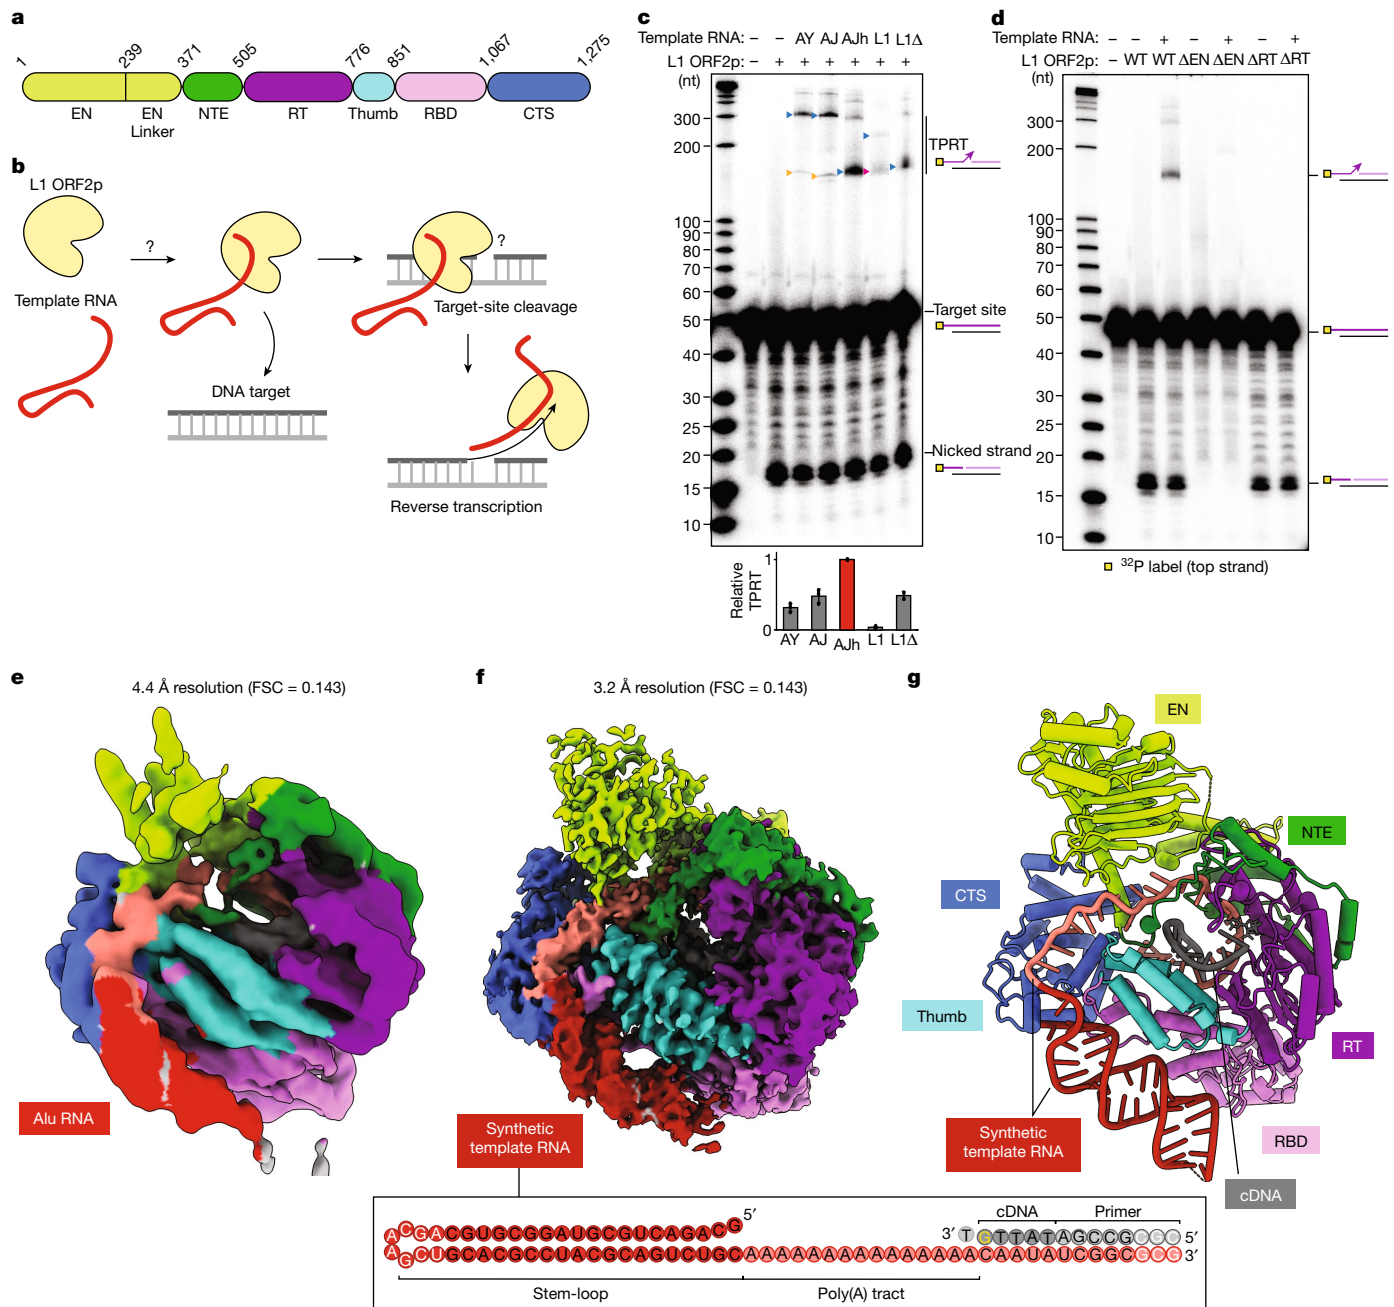 a
1 239 371 505 776 851 1,067 1,275
EN EN Linker NTE RT Thumb RBD CTS
b
L1 ORF2p
?
?
Template RNA
Target-site cleavage
DNA target
Reverse transcription
c
Template RNA: – – AY AJ AJh L1 L1Δ
L1 ORF2p: – + + + + + +
(nt)
300
200
100
90
80
70
60
50
40
30
25
20
15
10
TPRT
Target site
Nicked strand
Relative TPRT
1
0
AY AJ AJh L1 L1Δ
d
Template RNA: – – + – + – +
L1 ORF2p: – WT WT ΔEN ΔEN ΔRT ΔRT
(nt)
300
200
100
90
80
70
60
50
40
30
25
20
15
10
32P label (top strand)
e
4.4 Å resolution (FSC = 0.143)
Alu RNA
f
3.2 Å resolution (FSC = 0.143)
Synthetic
template RNA
g
EN
NTE
CTS
Thumb
RT
Synthetic
template RNA
RBD
cDNA
cDNA Primer
ACGACGUGCGGAUGCGUCAGACG 5′
3′ TGTTATAGCCGCGC 5′
AGUCGCACGCCUACGCAGUCUGCAAAAAAAAAAAAAAAACAAUAUCGGCGCG 3′
Stem-loop Poly(A) tract